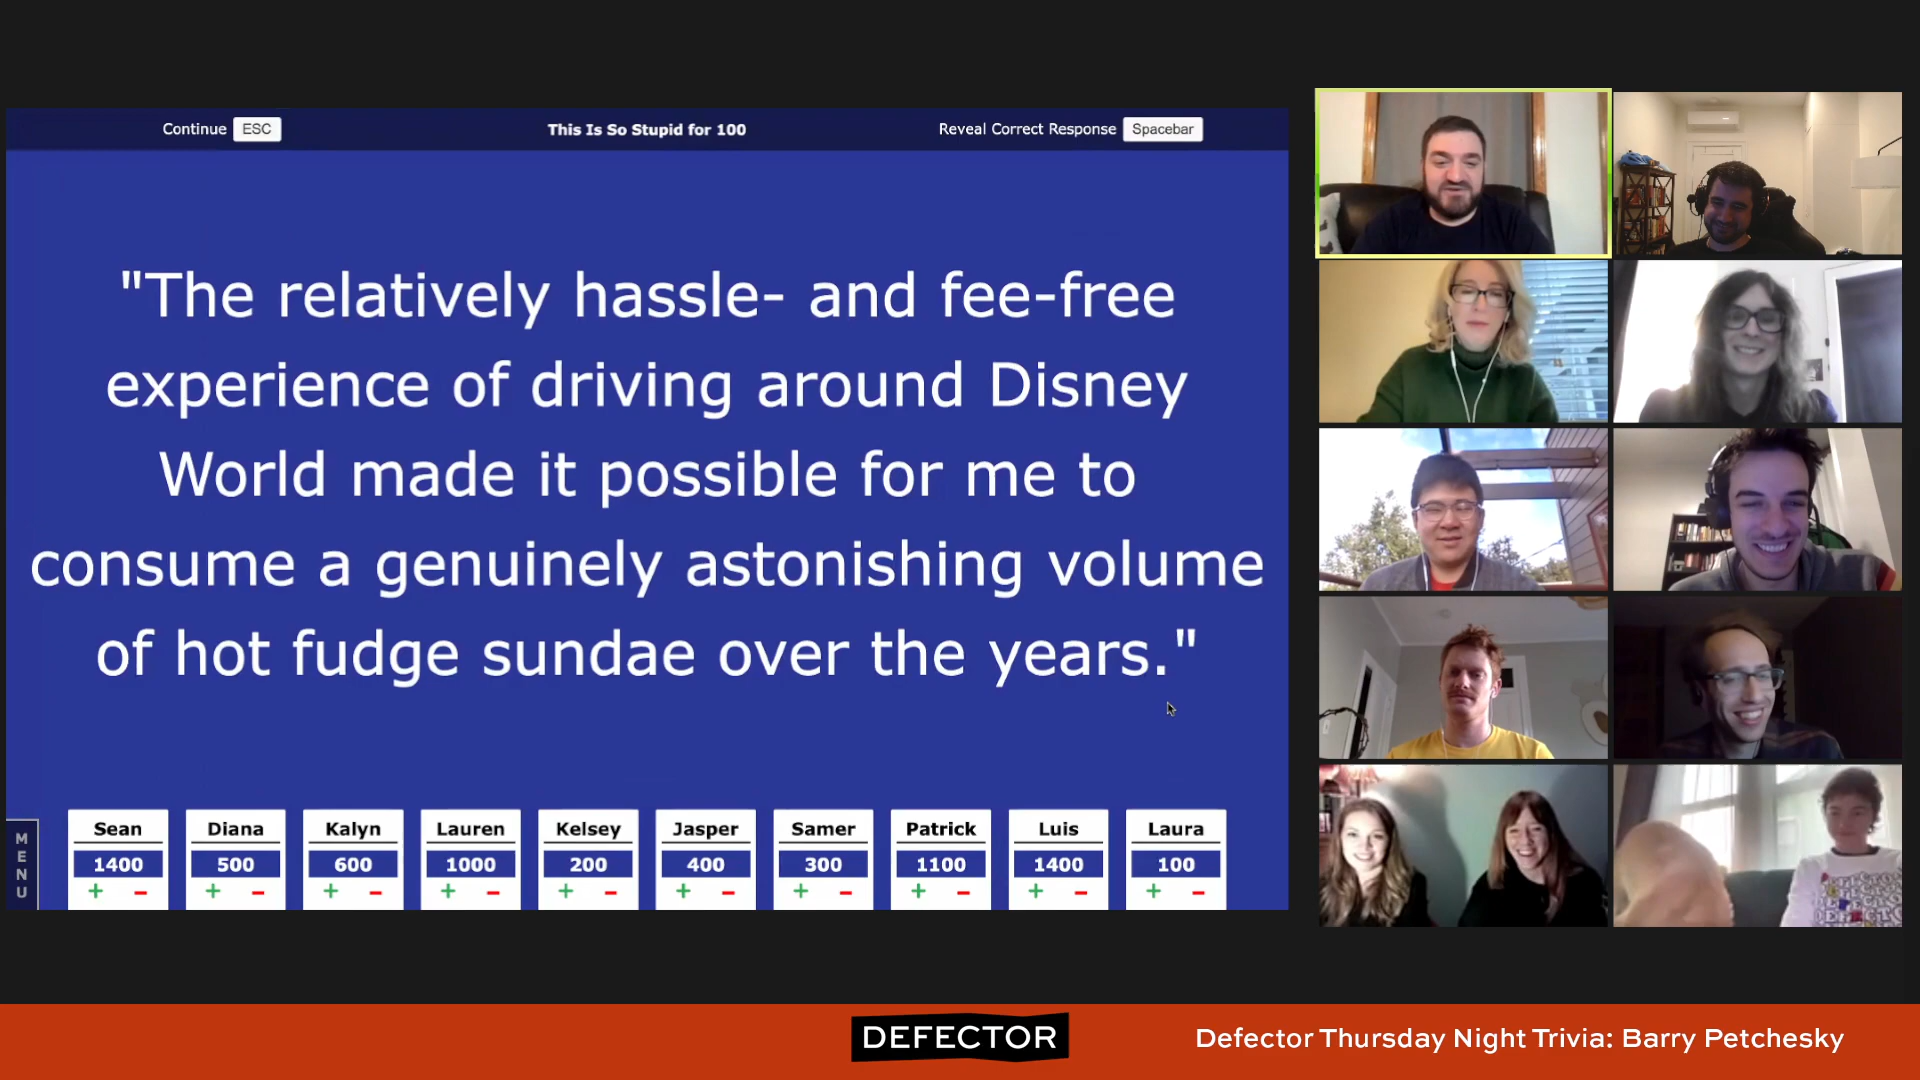 Continue ESC
This Is So Stupid for 100
Reveal Correct Response Spacebar
"The relatively hassle- and fee-free
experience of driving around Disney
World made it possible for me to
consume a genuinely astonishing volume
of hot fudge sundae over the years."
MENU
Sean Diana Kalyn Lauren Kelsey Jasper Samer Patrick Luis Laura
1400 500 600 1000 200 400 300 1100 1400 100
+ - + - + - + - + - + - + - + - + - + -
DEFECTOR
Defector Thursday Night Trivia: Barry Petchesky